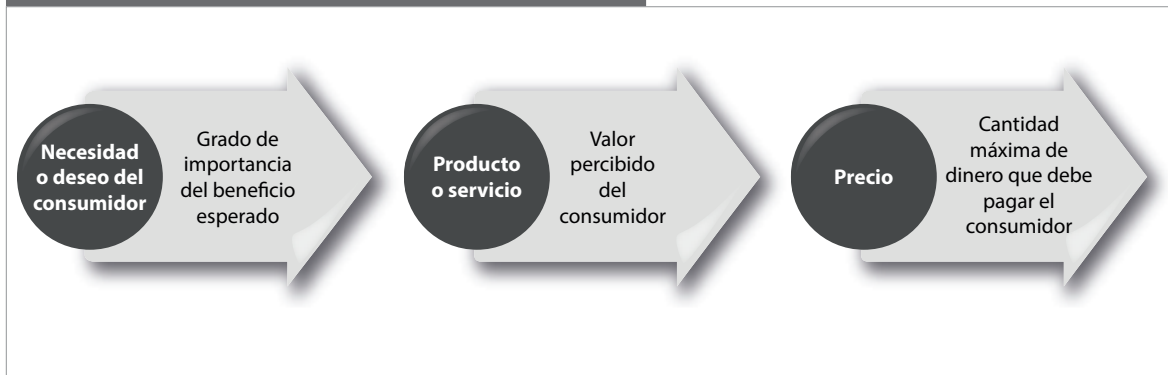 Necesidad
o deseo del
consumidor
Grado de
importancia
del beneficio
esperado
Producto
o servicio
Valor
percibido
del
consumidor
Precio
Cantidad
máxima de
dinero que debe
pagar el
consumidor